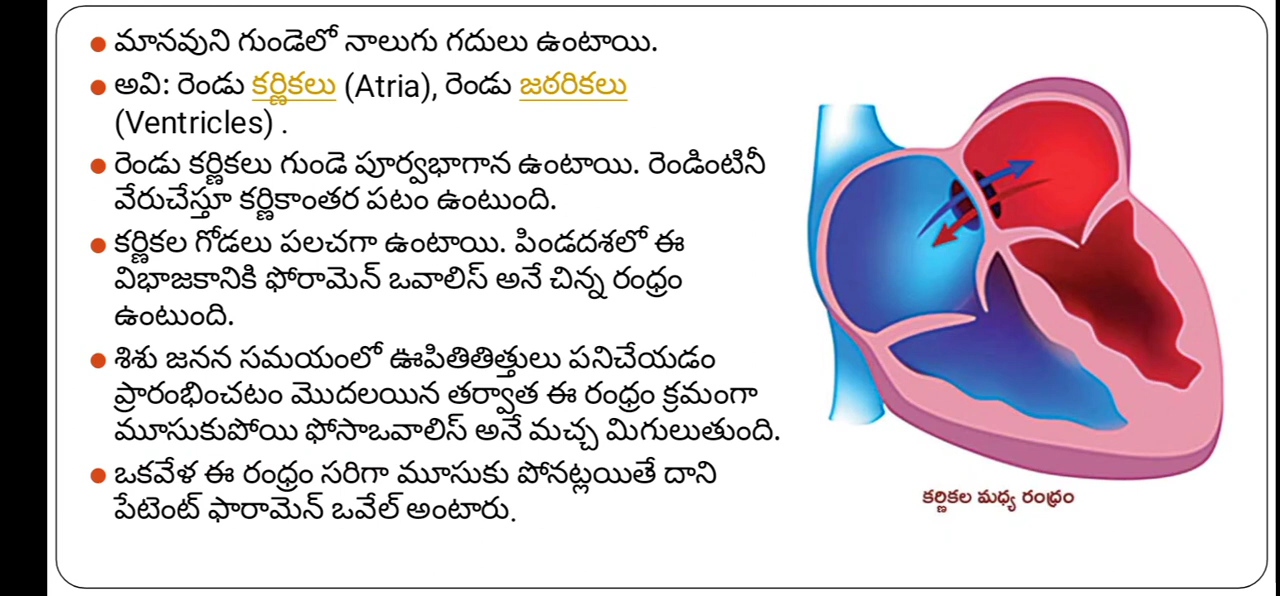 • మానవుని గుండెలో నాలుగు గదులు ఉంటాయి.
• అవి: రెండు కర్ణికలు (Atria), రెండు జఠరికలు
(Ventricles) .
• రెండు కర్ణికలు గుండె పూర్వభాగాన ఉంటాయి. రెండింటినీ
వేరుచేస్తూ కర్ణికాంతర పటం ఉంటుంది.
• కర్ణికల గోడలు పలచగా ఉంటాయి. పిండదశలో ఈ
విభాజకానికి ఫోరామెన్ ఒవాలిస్ అనే చిన్న రంధ్రం
ఉంటుంది.
• శిశు జనన సమయంలో ఊపితితిత్తులు పనిచేయడం
ప్రారంభించటం మొదలయిన తర్వాత ఈ రంధ్రం క్రమంగా
మూసుకుపోయి ఫోసాఒవాలిస్ అనే మచ్చ మిగులుతుంది.
• ఒకవేళ ఈ రంధ్రం సరిగా మూసుకు పోనట్లయితే దాని
పేటెంట్ ఫారామెన్ ఒవేల్ అంటారు.
కర్ణికల మధ్య రంధ్రం